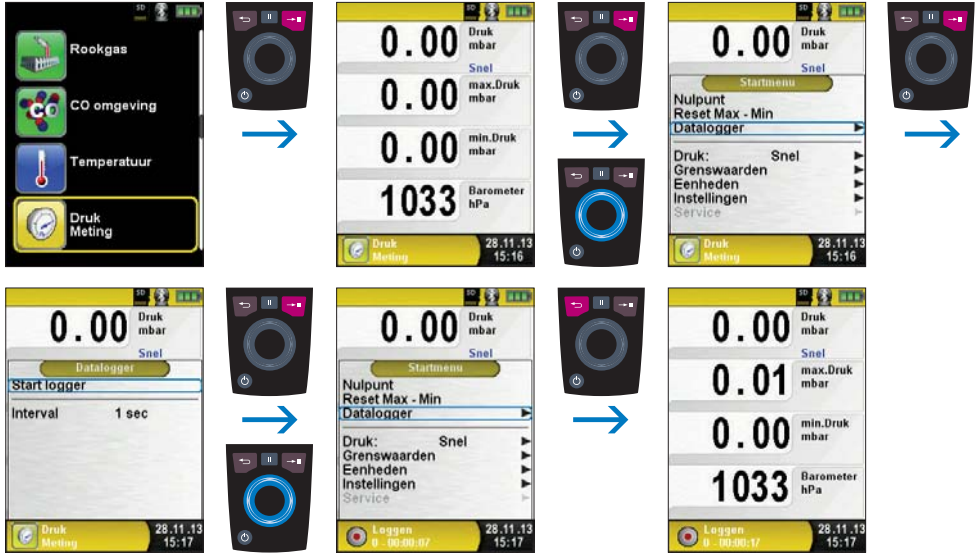 SD
Rookgas
CO
CO omgeving
Temperatuur
Druk
Meting
SD
0.00 Druk
mbar
Snel
0.00 max.Druk
mbar
0.00 min.Druk
mbar
1033 Barometer
hPa
Druk
Meting
28.11.13
15:16
SD
0.00 Druk
mbar
Snel
Startmenu
Nulpunt
Reset Max - Min
Datalogger
Druk: Snel
Grenswaarden
Eenheden
Instellingen
Service
Druk
Meting
28.11.13
15:16
SD
0.00 Druk
mbar
Snel
Datalogger
Start logger
Interval 1 sec
Druk
Meting
28.11.13
15:17
SD
0.00 Druk
mbar
Snel
Startmenu
Nulpunt
Reset Max - Min
Datalogger
Druk: Snel
Grenswaarden
Eenheden
Instellingen
Service
Loggen
0 - 00:00:07
28.11.13
15:17
SD
0.00 Druk
mbar
Snel
0.01 max.Druk
mbar
0.00 min.Druk
mbar
1033 Barometer
hPa
Loggen
0 - 00:00:17
28.11.13
15:17